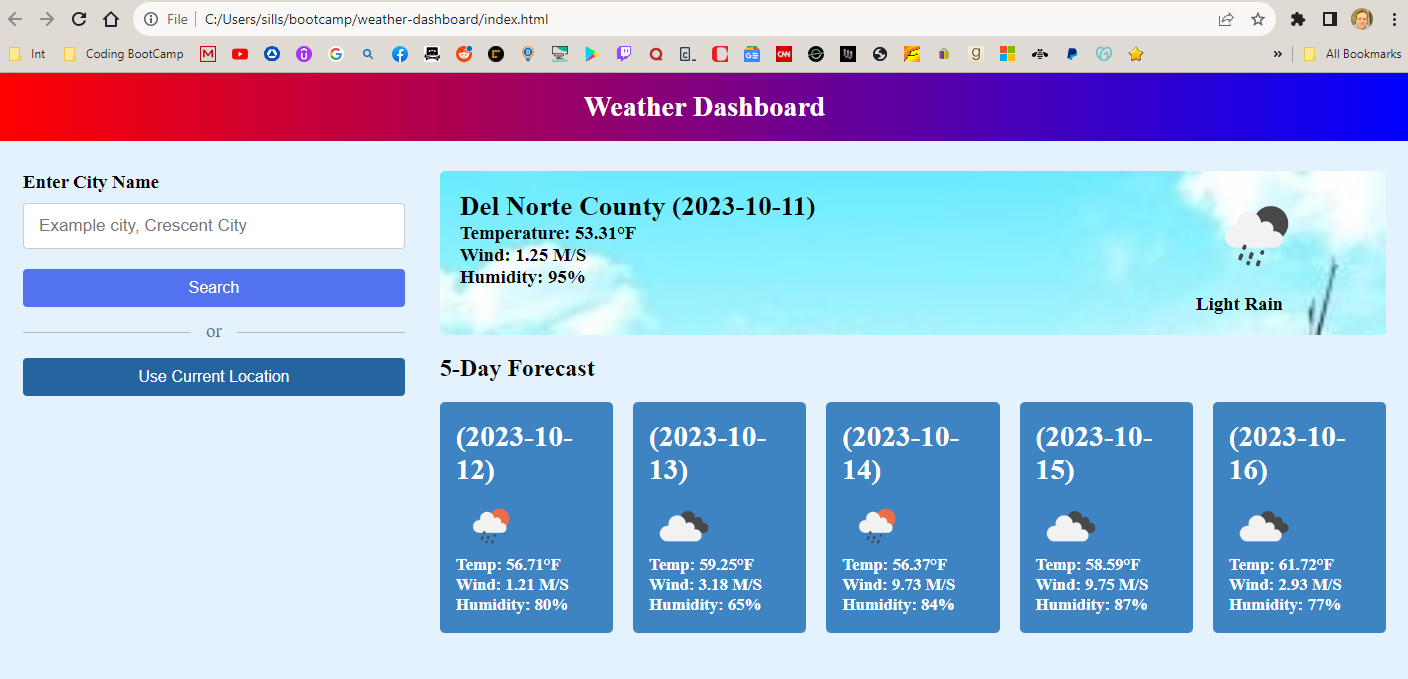 File
C:/Users/sills/bootcamp/weather-dashboard/index.html
Int
Coding BootCamp
M
CNN
»
All Bookmarks
Weather Dashboard
Enter City Name
Example city, Crescent City
Search
or
Use Current Location
Del Norte County (2023-10-11)
Temperature: 53.31°F
Wind: 1.25 M/S
Humidity: 95%
Light Rain
5-Day Forecast
(2023-10-
12)
Temp: 56.71°F
Wind: 1.21 M/S
Humidity: 80%
(2023-10-
13)
Temp: 59.25°F
Wind: 3.18 M/S
Humidity: 65%
(2023-10-
14)
Temp: 56.37°F
Wind: 9.73 M/S
Humidity: 84%
(2023-10-
15)
Temp: 58.59°F
Wind: 9.75 M/S
Humidity: 87%
(2023-10-
16)
Temp: 61.72°F
Wind: 2.93 M/S
Humidity: 77%